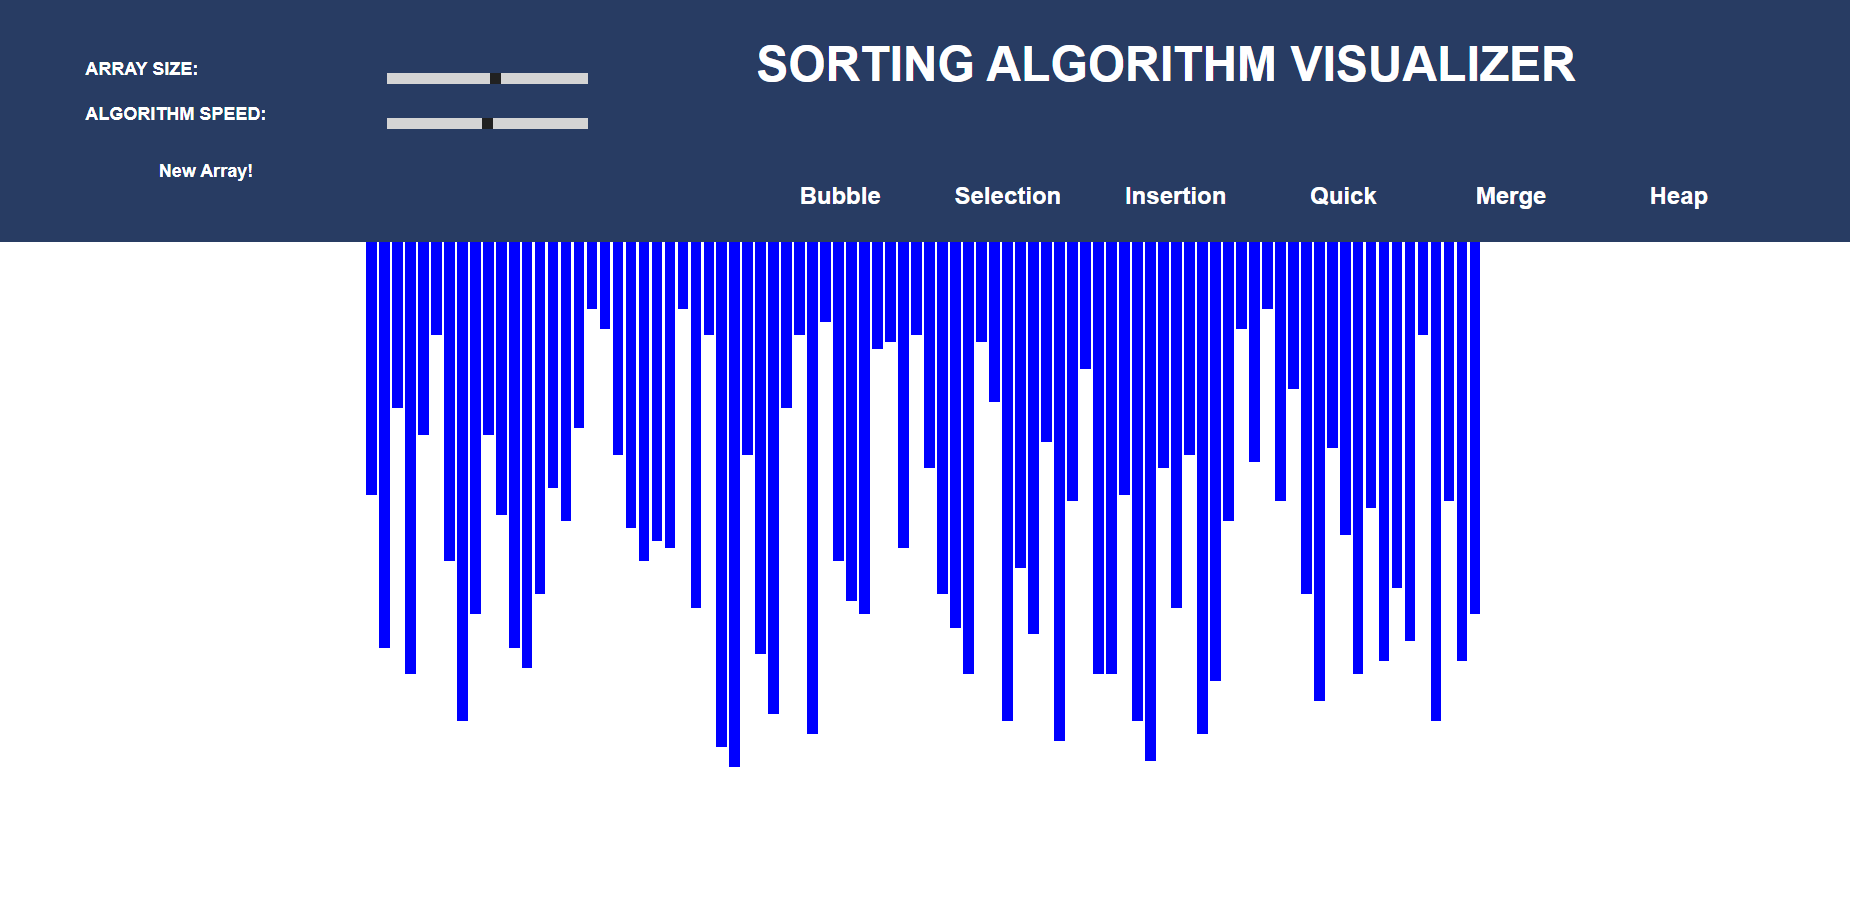 SORTING ALGORITHM VISUALIZER
ARRAY SIZE:
ALGORITHM SPEED:
New Array!
Bubble Selection Insertion Quick Merge Heap